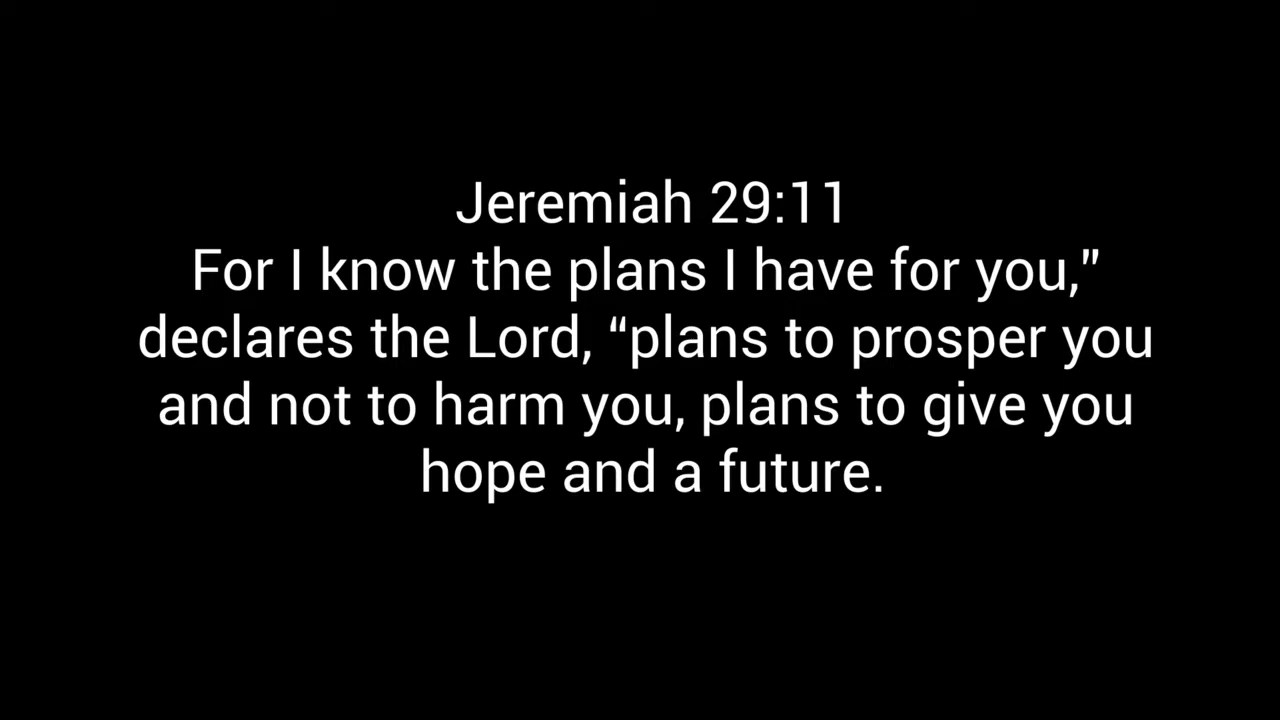 Jeremiah 29:11
For I know the plans I have for you,”
declares the Lord, “plans to prosper you
and not to harm you, plans to give you
hope and a future.